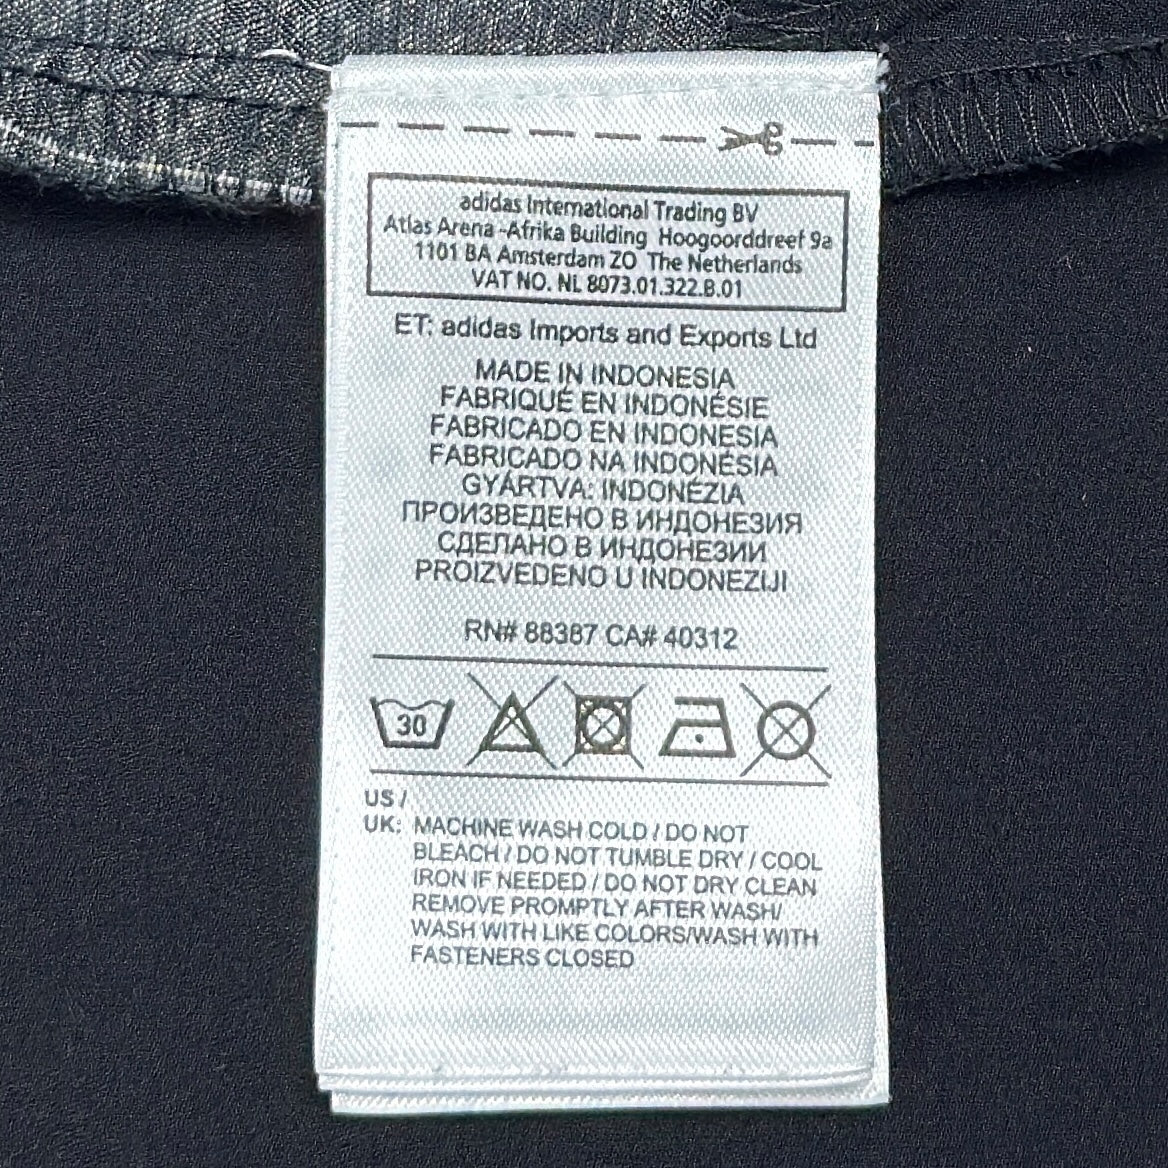 adidas International Trading BV
Atlas Arena -Afrika Building Hoogoorddreef 9a
1101 BA Amsterdam ZO The Netherlands
VAT NO. NL 8073.01.322.B.01
ET: adidas Imports and Exports Ltd
MADE IN INDONESIA
FABRIQUÉ EN INDONÉSIE
FABRICADO EN INDONESIA
FABRICADO NA INDONÉSIA
GYÁRTVA: INDONÉZIA
ПРОИЗВЕДЕНО В ИНДОНЕЗИЯ
СДЕЛАНО В ИНДОНЕЗИИ
PROIZVEDENO U INDONEZIJI
RN# 88387 CA# 40312
30
US /
UK: MACHINE WASH COLD / DO NOT
BLEACH / DO NOT TUMBLE DRY / COOL
IRON IF NEEDED / DO NOT DRY CLEAN
REMOVE PROMPTLY AFTER WASH/
WASH WITH LIKE COLORS/WASH WITH
FASTENERS CLOSED